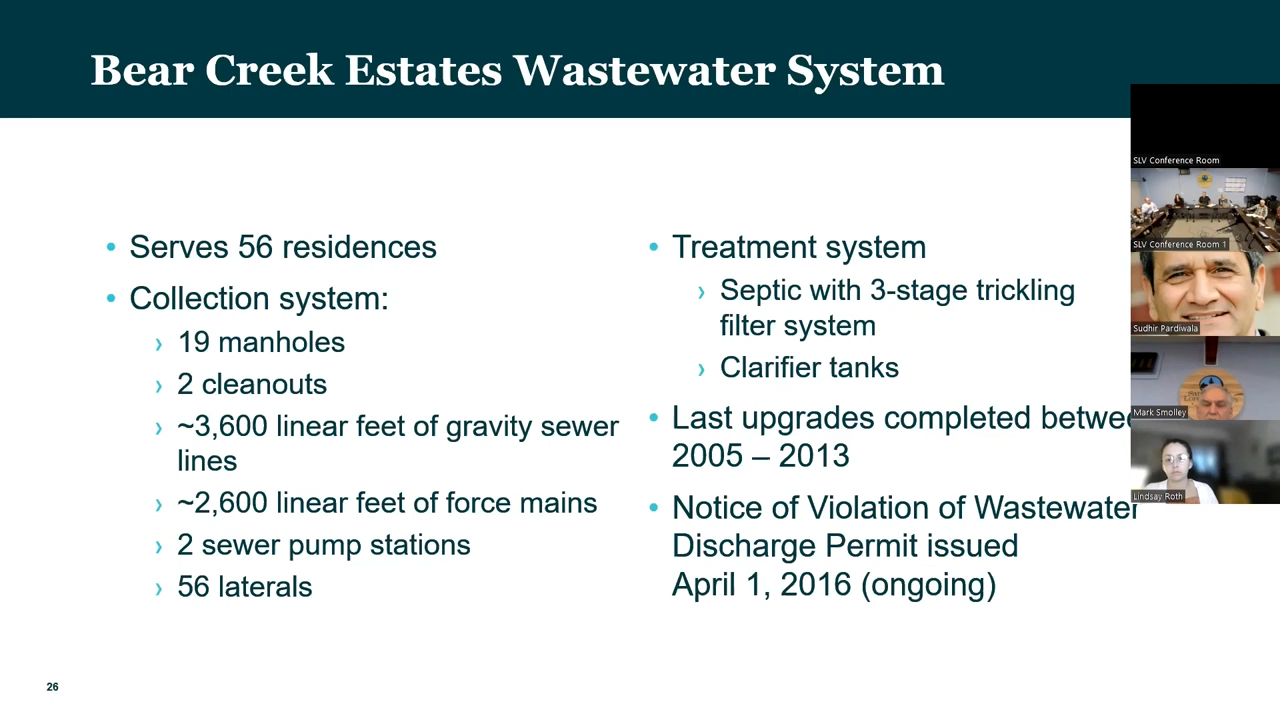 Bear Creek Estates Wastewater System
• Serves 56 residences
• Collection system:
› 19 manholes
› 2 cleanouts
› ~3,600 linear feet of gravity sewer
lines
› ~2,600 linear feet of force mains
› 2 sewer pump stations
› 56 laterals
• Treatment system
› Septic with 3-stage trickling
filter system
› Clarifier tanks
• Last upgrades completed betwee
2005 – 2013
• Notice of Violation of Wastewater
Discharge Permit issued
April 1, 2016 (ongoing)
26
SLV Conference Room
SLV Conference Room 1
Sudhir Pardiwala
Mark Smolley
Lindsay Roth